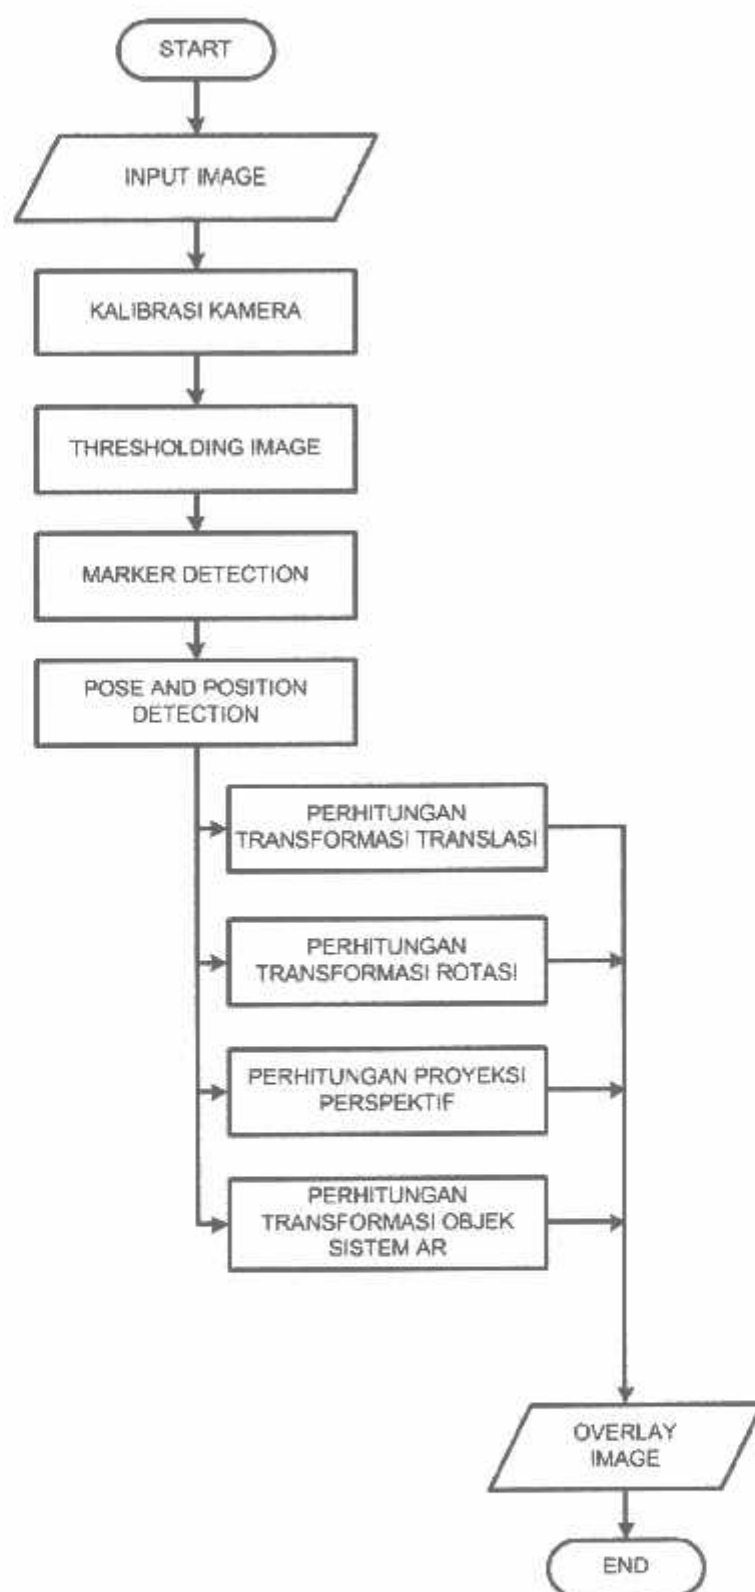 START
INPUT IMAGE
KALIBRASI KAMERA
THRESHOLDING IMAGE
MARKER DETECTION
POSE AND POSITION
DETECTION
PERHITUNGAN
TRANSFORMASI TRANSLASI
PERHITUNGAN
TRANSFORMASI ROTASI
PERHITUNGAN PROYEKSI
PERSPEKTIF
PERHITUNGAN
TRANSFORMASI OBJEK
SISTEM AR
OVERLAY
IMAGE
END